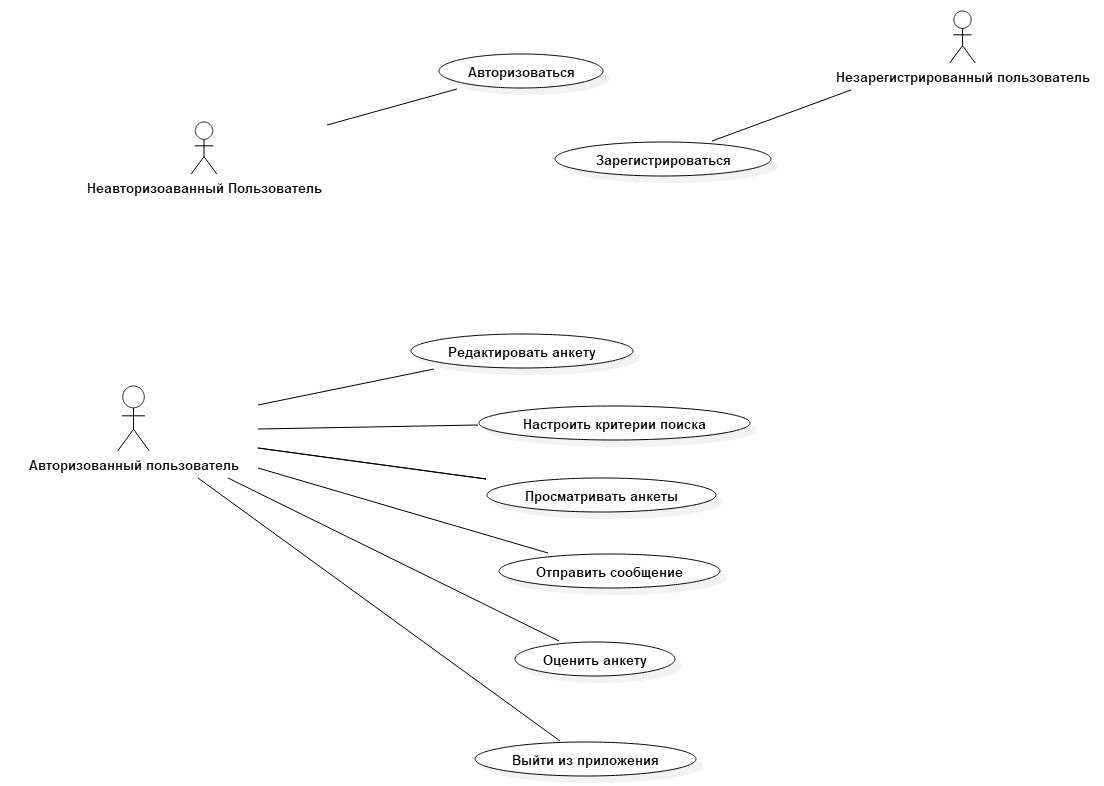 Авторизоваться
Незарегистрированный пользователь
Зарегистрироваться
Неавторизоаванный Пользователь
Редактировать анкету
Настроить критерии поиска
Авторизованный пользователь
Просматривать анкеты
Отправить сообщение
Оценить анкету
Выйти из приложения